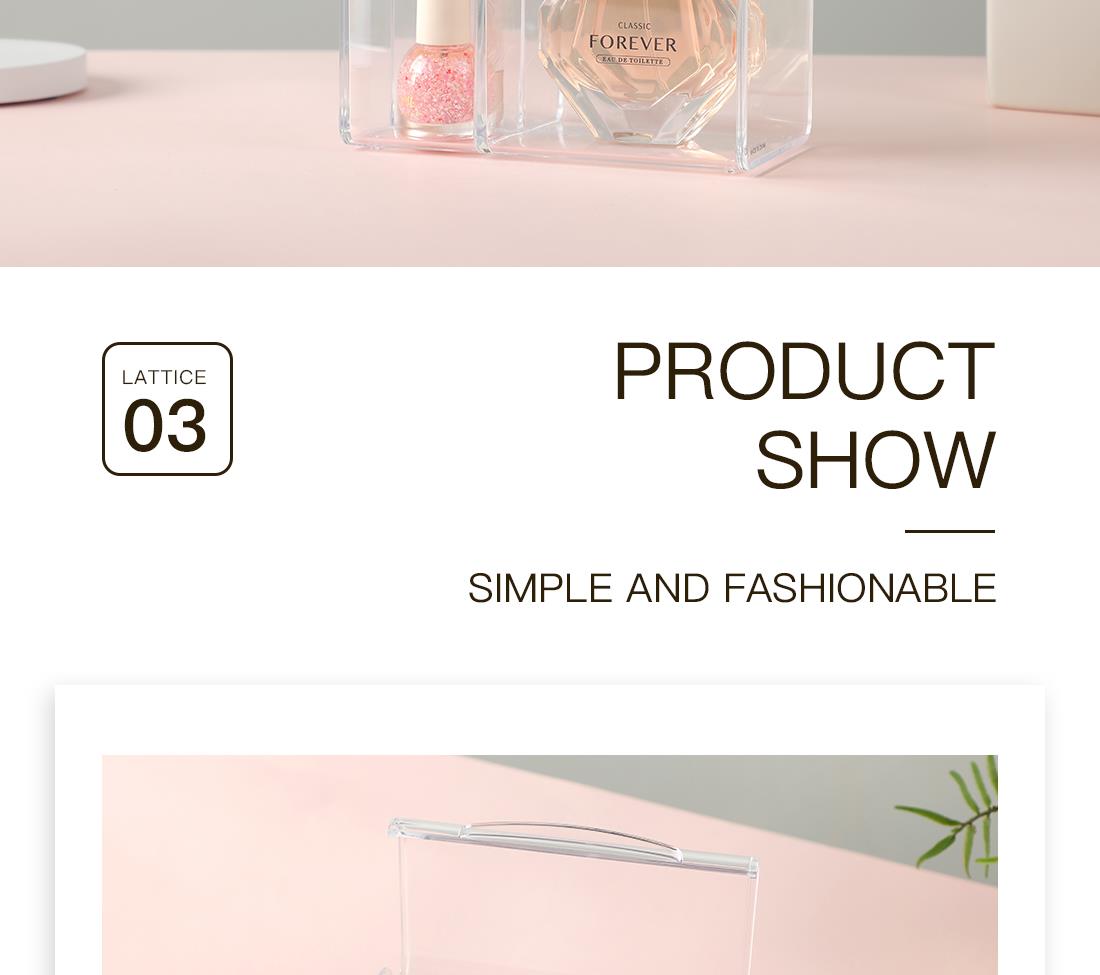 CLASSIC
FOREVER
EAU DE TOILETTE
LATTICE
03
PRODUCT
SHOW
SIMPLE AND FASHIONABLE